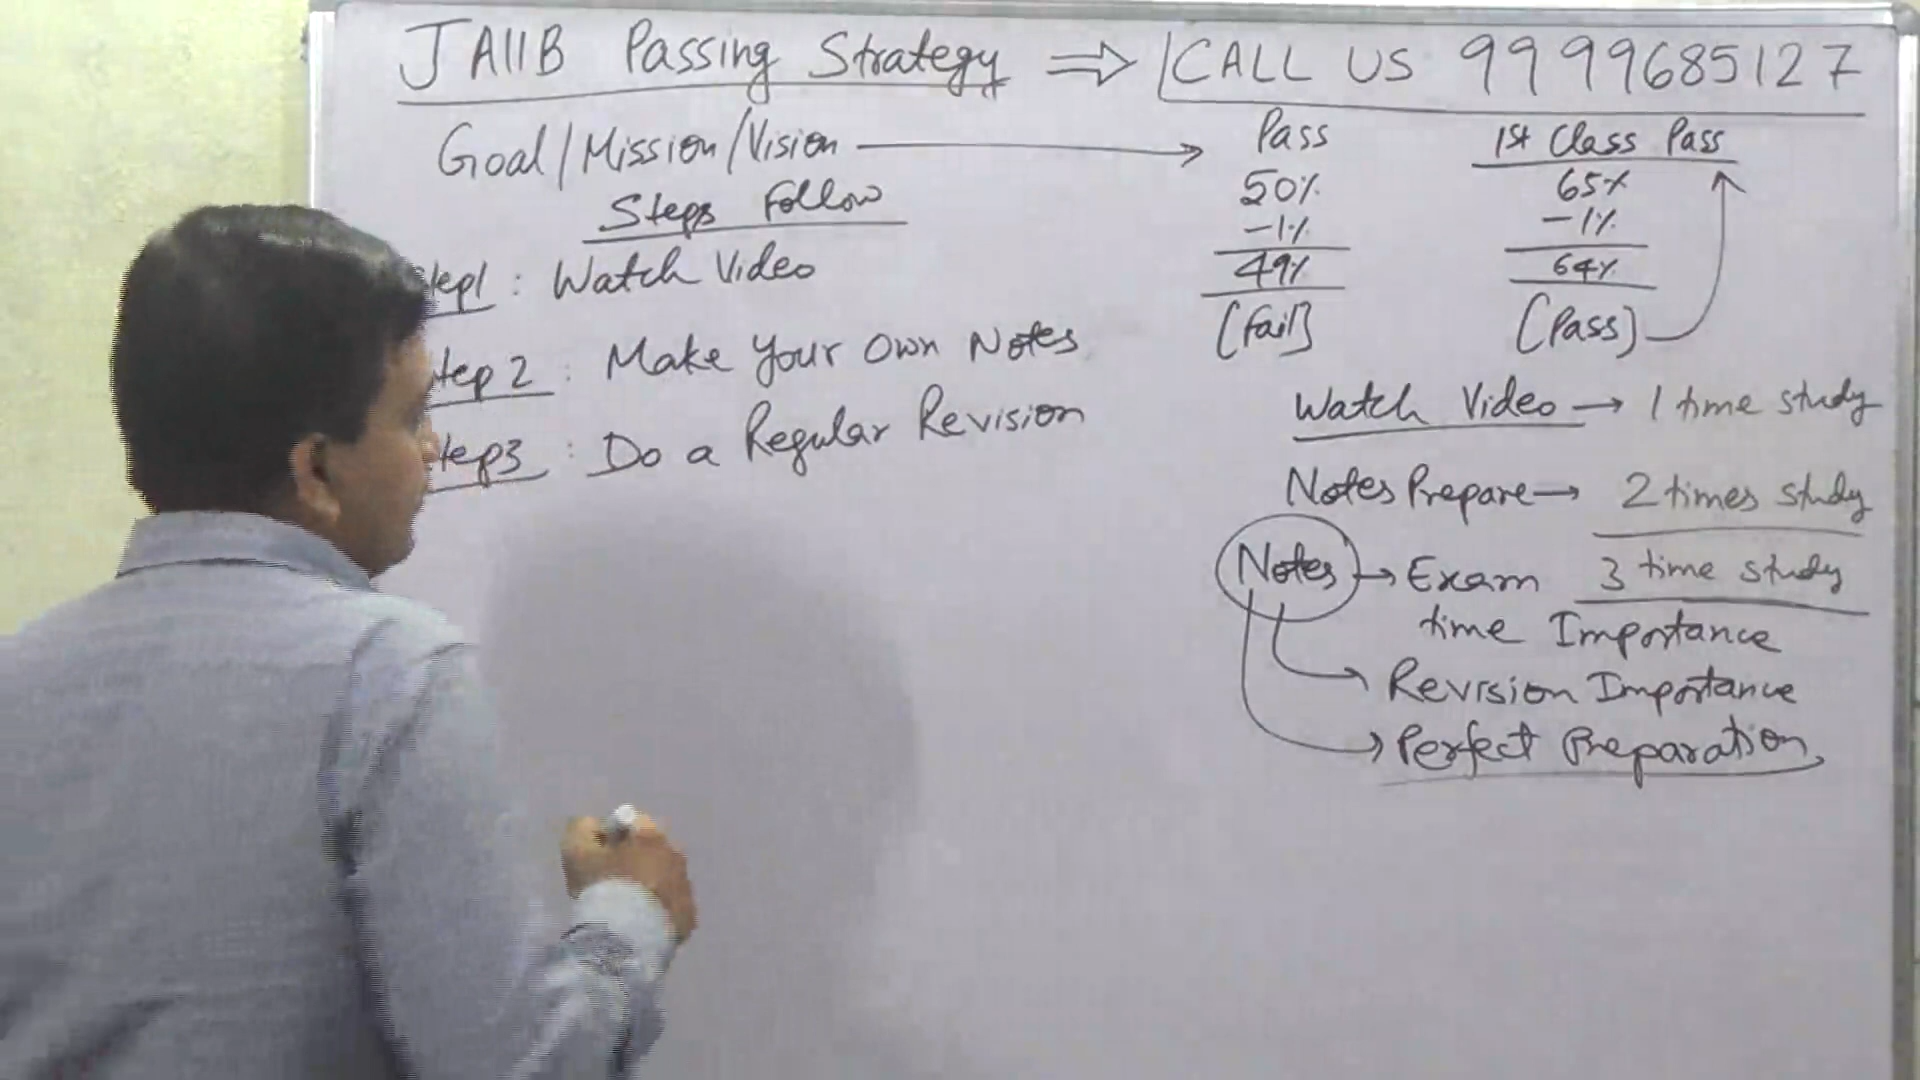 JAIIB Passing Strategy ⇒ CALL US 9999685127
Goal/Mission/Vision → Pass 1st Class Pass
Steps Follow
50% 65%
-1% -1%
49% 64%
[Fail] [Pass]
Step1 : Watch Video
Step 2 : Make Your Own Notes
Step3 : Do a Regular Revision
Watch Video → 1 time study
Notes Prepare → 2 times study
Notes → Exam 3 time study
time Importance
→ Revision Importance
→ Perfect Preparation